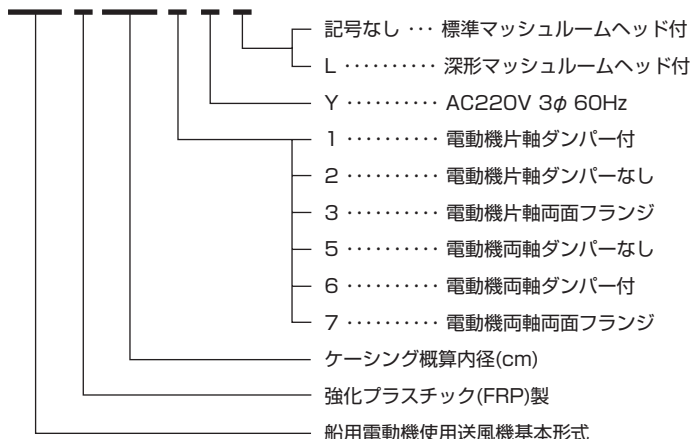 記号なし ・・・ 標準マッシュルームヘッド付
L ・・・・・・・・・・ 深形マッシュルームヘッド付
Y ・・・・・・・・・・ AC220V 3φ 60Hz
1 ・・・・・・・・・・ 電動機片軸ダンパー付
2 ・・・・・・・・・・ 電動機片軸ダンパーなし
3 ・・・・・・・・・・ 電動機片軸両面フランジ
5 ・・・・・・・・・・ 電動機両軸ダンパーなし
6 ・・・・・・・・・・ 電動機両軸ダンパー付
7 ・・・・・・・・・・ 電動機両軸両面フランジ
ケーシング概算内径(cm)
強化プラスチック(FRP)製
船用電動機使用送風機基本形式